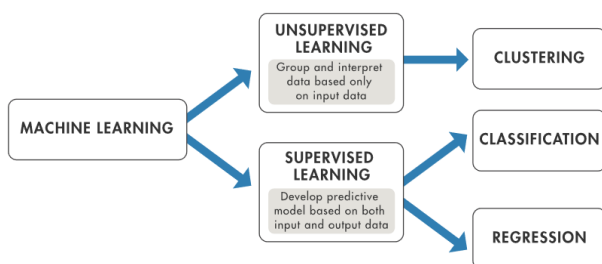 MACHINE LEARNING
UNSUPERVISED
LEARNING
Group and interpret
data based only
on input data
CLUSTERING
SUPERVISED
LEARNING
Develop predictive
model based on both
input and output data
CLASSIFICATION
REGRESSION